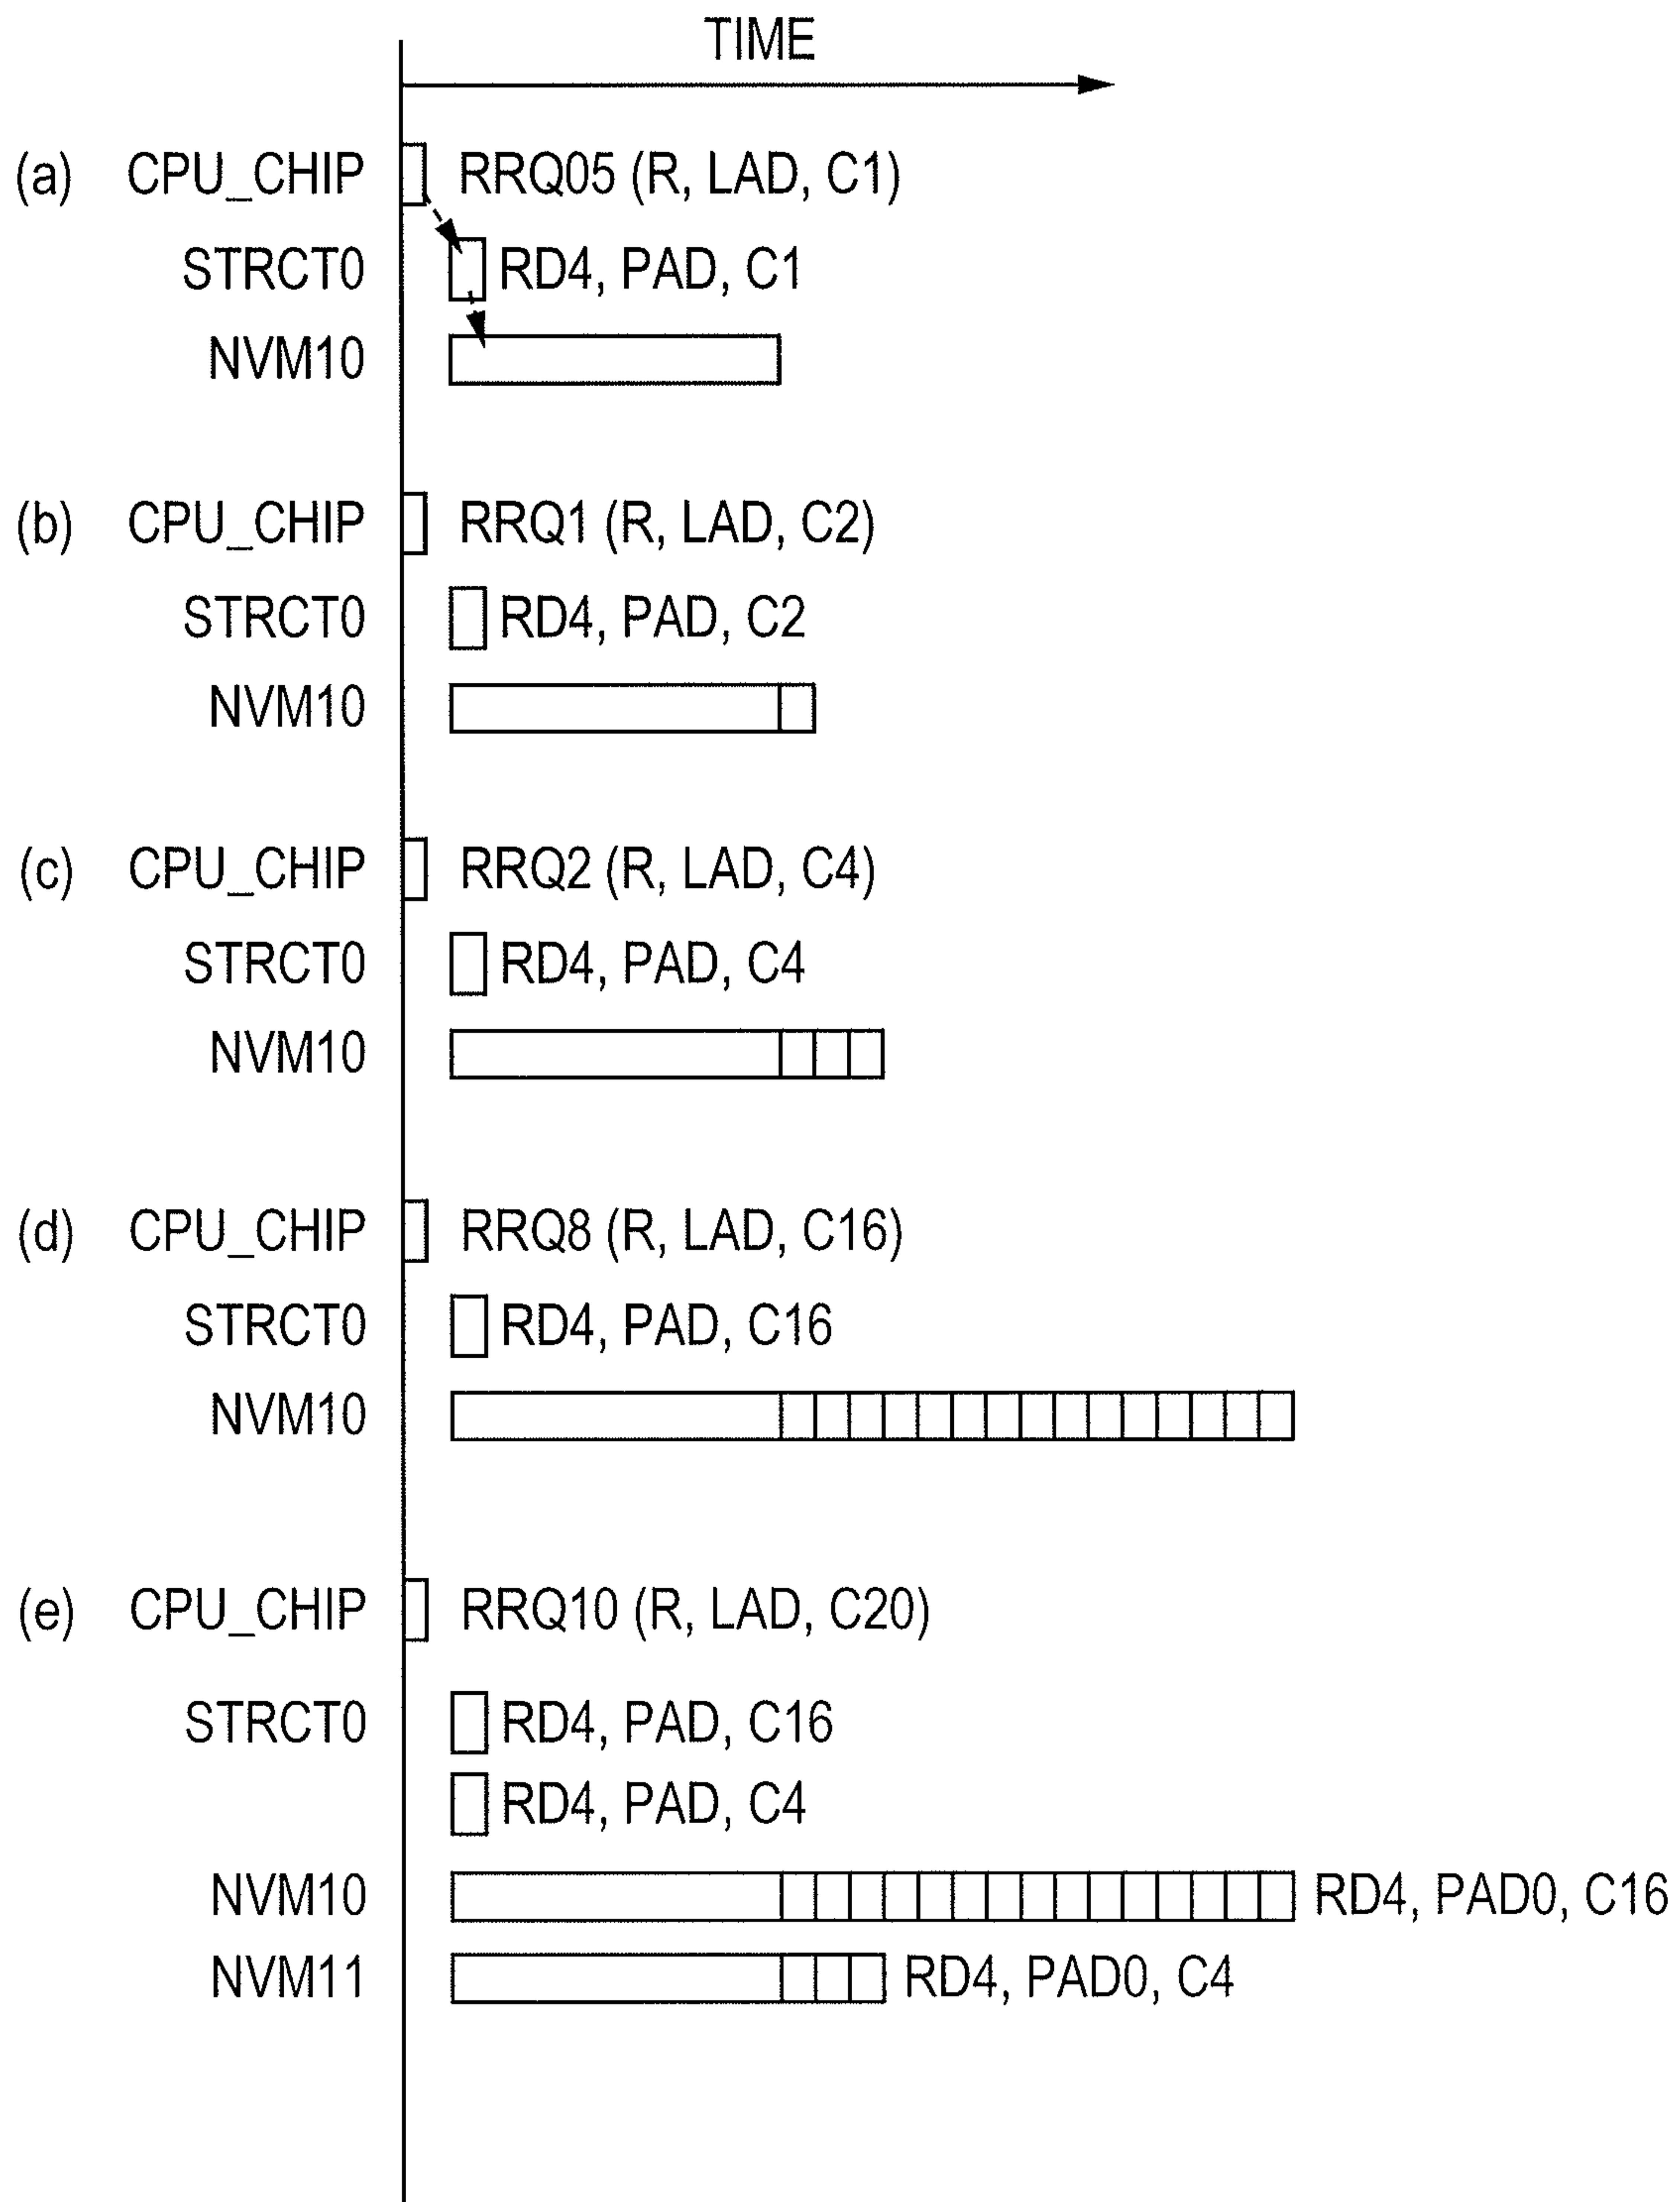 TIME
(a) CPU_CHIP RRQ05 (R, LAD, C1)
STRCT0 RD4, PAD, C1
NVM10
(b) CPU_CHIP RRQ1 (R, LAD, C2)
STRCT0 RD4, PAD, C2
NVM10
(c) CPU_CHIP RRQ2 (R, LAD, C4)
STRCT0 RD4, PAD, C4
NVM10
(d) CPU_CHIP RRQ8 (R, LAD, C16)
STRCT0 RD4, PAD, C16
NVM10
(e) CPU_CHIP RRQ10 (R, LAD, C20)
STRCT0 RD4, PAD, C16
RD4, PAD, C4
NVM10 RD4, PAD0, C16
NVM11 RD4, PAD0, C4